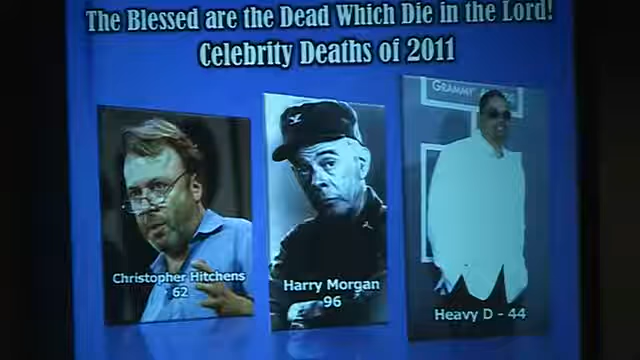 The Blessed are the Dead Which Die in the Lord!
Celebrity Deaths of 2011
GRAMMY
Christopher Hitchens
62
Harry Morgan
96
Heavy D - 44